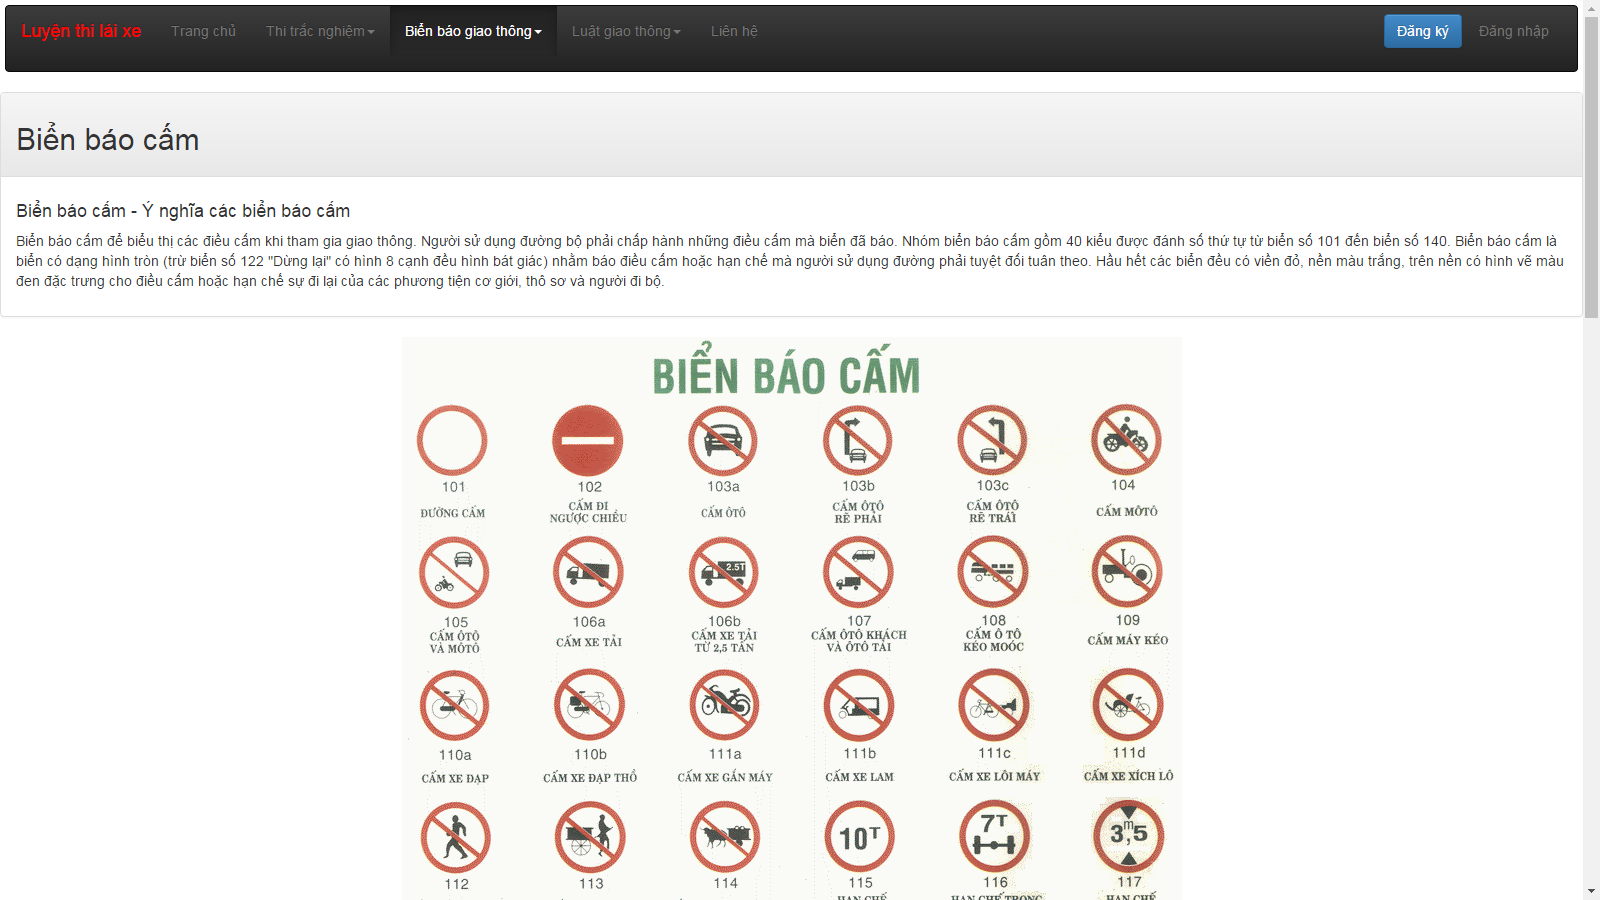 Luyện thi lái xe Trang chủ Thi trắc nghiệm Biển báo giao thông Luật giao thông Liên hệ Đăng ký Đăng nhập
Biển báo cấm
Biển báo cấm - Ý nghĩa các biển báo cấm
Biển báo cấm để biểu thị các điều cấm khi tham gia giao thông. Người sử dụng đường bộ phải chấp hành những điều cấm mà biển đã báo. Nhóm biển báo cấm gồm 40 kiểu được đánh số thứ tự từ biển số 101 đến biển số 140. Biển báo cấm là
biển có dạng hình tròn (trừ biển số 122 "Dừng lại" có hình 8 cạnh đều hình bát giác) nhằm báo điều cấm hoặc hạn chế mà người sử dụng đường phải tuyệt đối tuân theo. Hầu hết các biển đều có viền đỏ, nền màu trắng, trên nền có hình vẽ màu
đen đặc trưng cho điều cấm hoặc hạn chế sự đi lại của các phương tiện cơ giới, thô sơ và người đi bộ.
BIỂN BÁO CẤM
101 102 103a 103b 103c 104
ĐƯỜNG CẤM CẤM ĐI CẤM ÔTÔ CẤM ÔTÔ CẤM ÔTÔ CẤM MÔTÔ
NGƯỢC CHIỀU RẼ PHẢI RẼ TRÁI
2.5T
105 106a 106b 107 108 109
CẤM ÔTÔ CẤM XE TẢI CẤM XE TẢI CẤM ÔTÔ KHÁCH CẤM Ô TÔ CẤM MÁY KÉO
VÀ MÔTÔ TỪ 2,5 TẤN VÀ ÔTÔ TẢI KÉO MOÓC
110a 110b 111a 111b 111c 111d
CẤM XE ĐẠP CẤM XE ĐẠP THỒ CẤM XE GẮN MÁY CẤM XE LAM CẤM XE LÔI MÁY CẤM XE XÍCH LÔ
10T 7T 3,5m
112 113 114 115 116 117
HẠN CHẾ HẠN CHẾ TRỌNG HẠN CHẾ